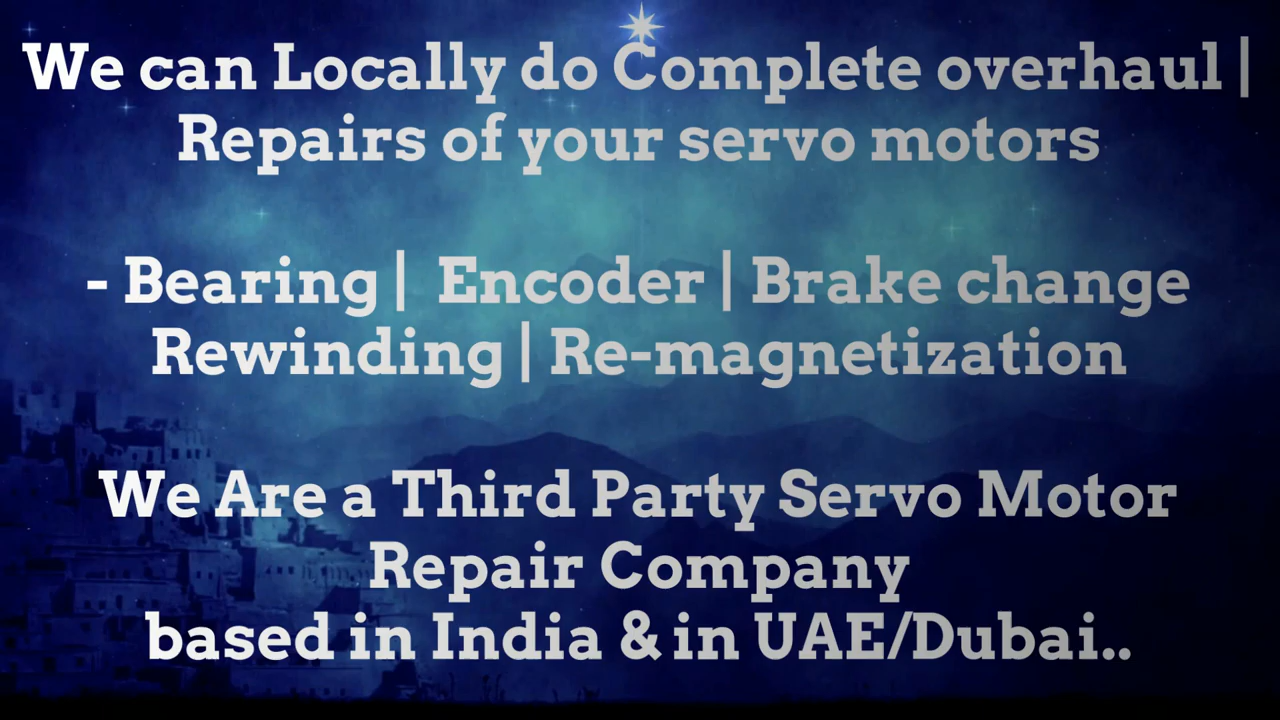 We can Locally do Complete overhaul |
Repairs of your servo motors
- Bearing | Encoder | Brake change
Rewinding | Re-magnetization
We Are a Third Party Servo Motor
Repair Company
based in India & in UAE/Dubai..